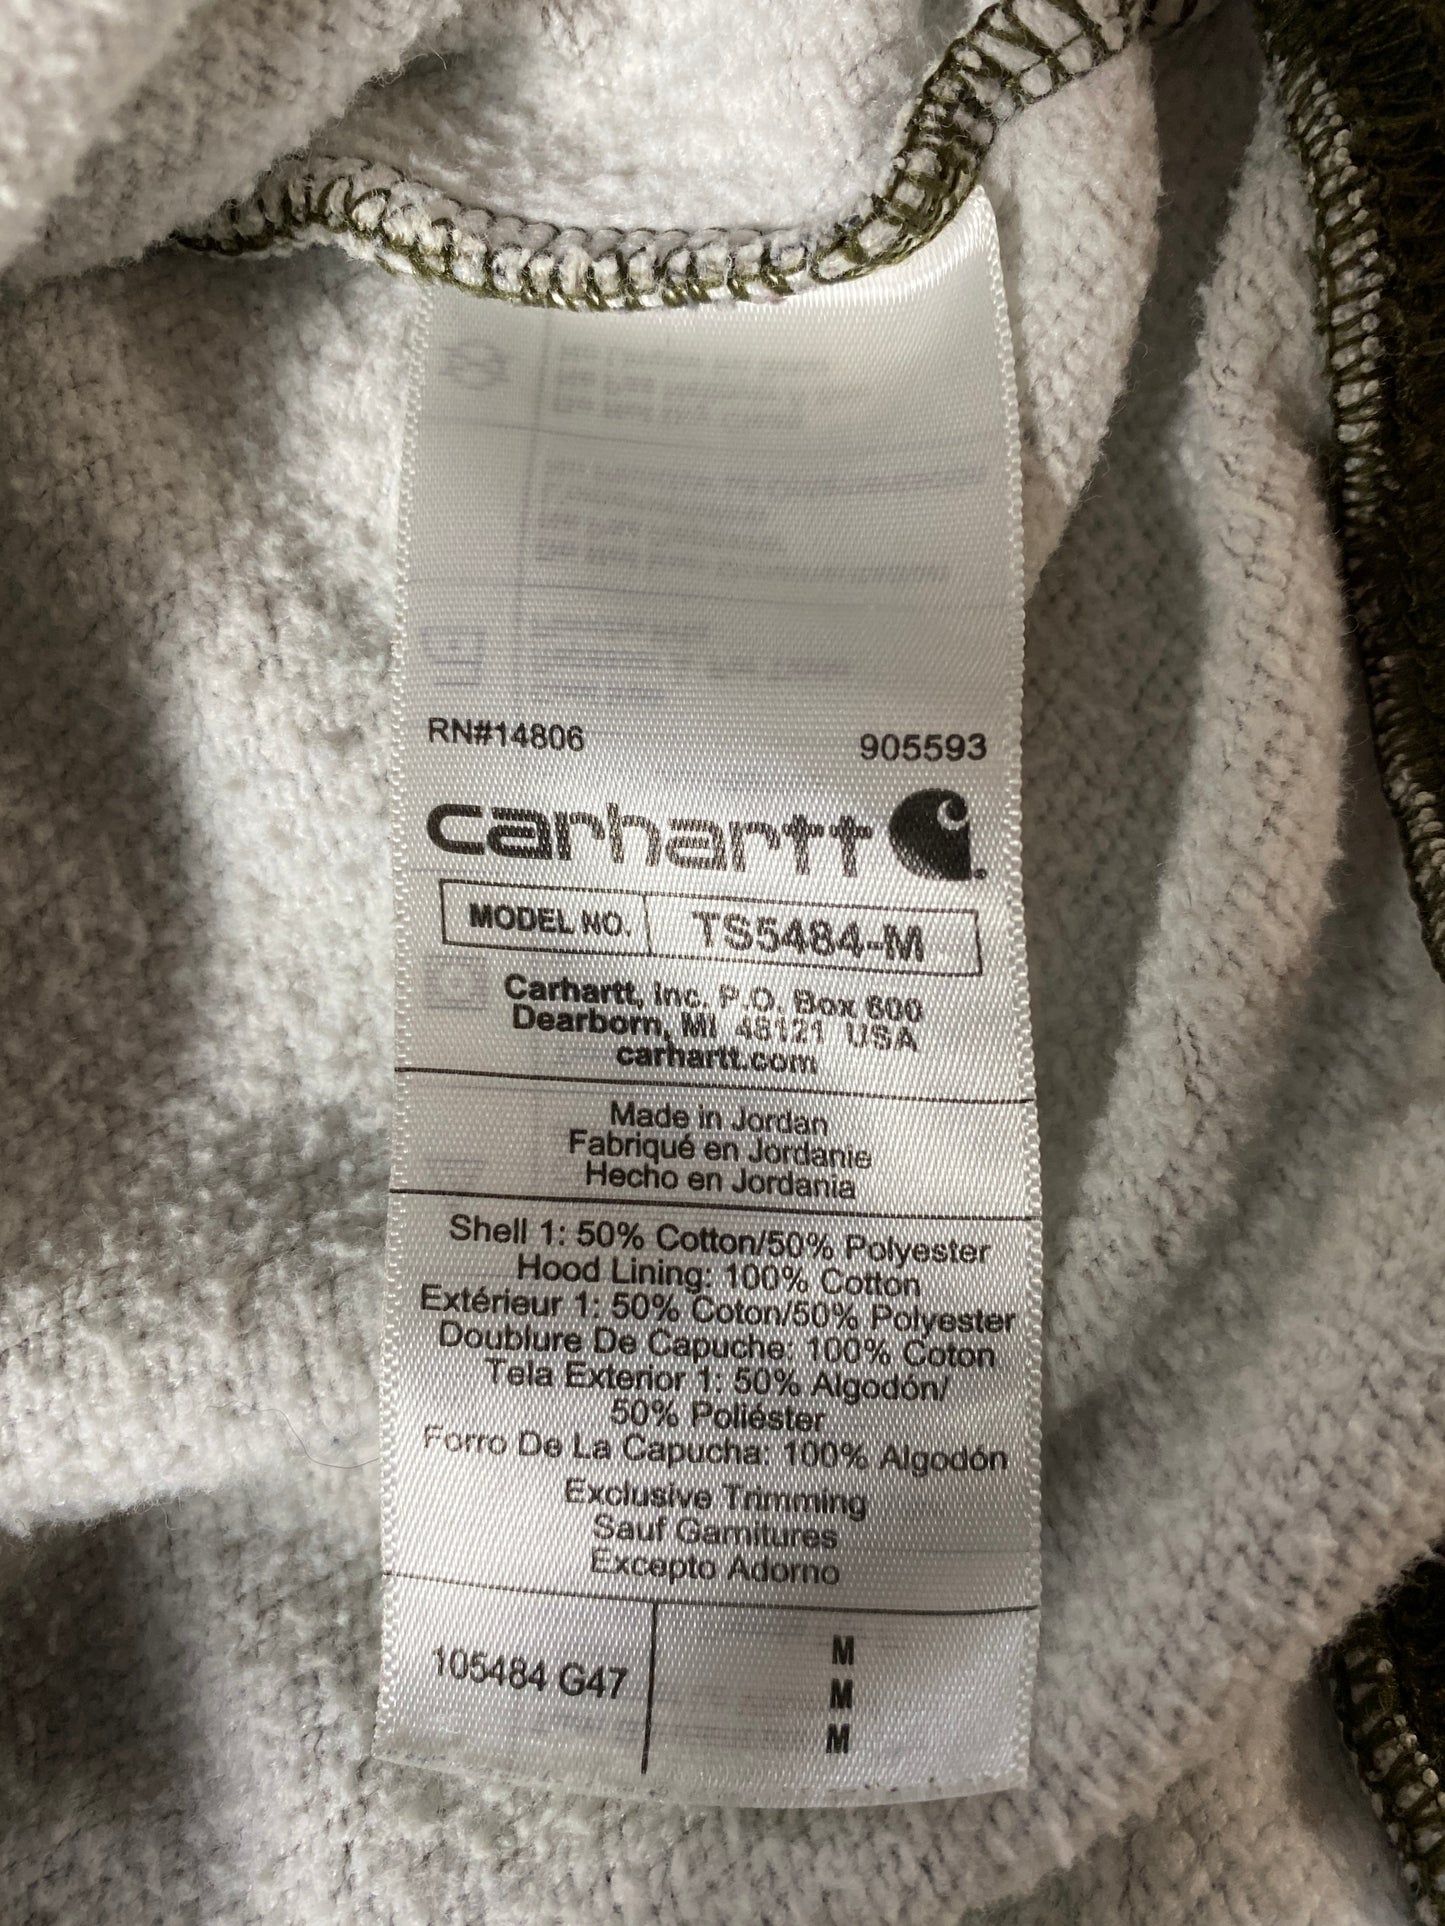 RN#14806 905593
carhartt
MODEL NO. TS5484-M
Carhartt, Inc. P.O. Box 600
Dearborn, MI 48121 USA
carhartt.com
Made in Jordan
Fabriqué en Jordanie
Hecho en Jordania
Shell 1: 50% Cotton/50% Polyester
Hood Lining: 100% Cotton
Extérieur 1: 50% Coton/50% Polyester
Doublure De Capuche: 100% Coton
Tela Exterior 1: 50% Algodón/
50% Poliéster
Forro De La Capucha: 100% Algodón
Exclusive Trimming
Sauf Garnitures
Excepto Adorno
105484 G47 M
M
M